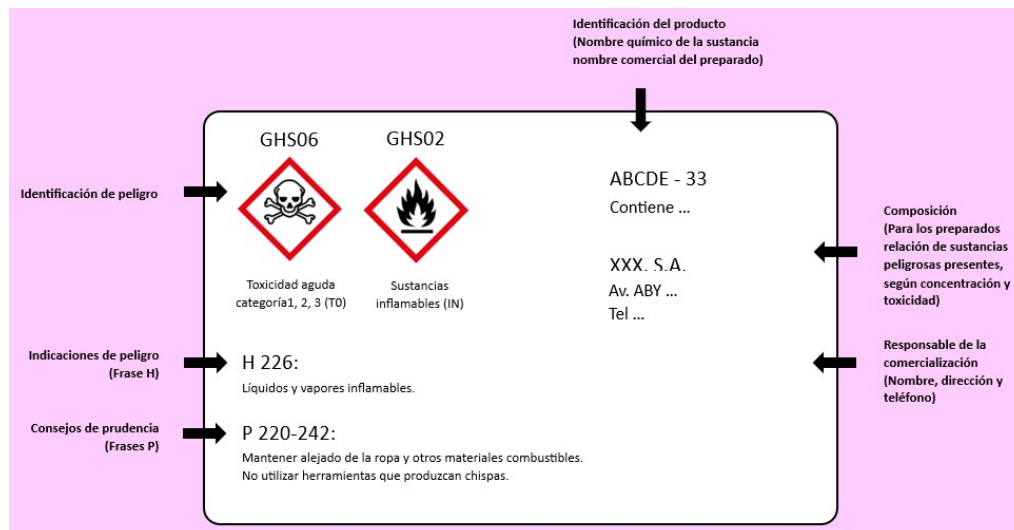 Identificación del producto
(Nombre químico de la sustancia
nombre comercial del preparado)
GHS06
GHS02
Identificación de peligro
Toxicidad aguda
categoría1, 2, 3 (T0)
Sustancias
inflamables (IN)
ABCDE - 33
Contiene ...
XXX. S.A.
Av. ABY ...
Tel ...
Composición
(Para los preparados
relación de sustancias
peligrosas presentes,
según concentración y
toxicidad)
Responsable de la
comercialización
(Nombre, dirección y
teléfono)
Indicaciones de peligro
(Frase H)
H 226:
Líquidos y vapores inflamables.
Consejos de prudencia
(Frases P)
P 220-242:
Mantener alejado de la ropa y otros materiales combustibles.
No utilizar herramientas que produzcan chispas.